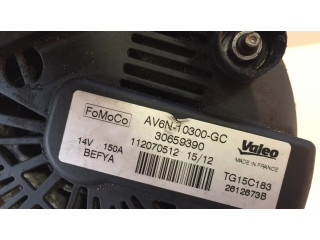 FoMoCo
AV6N-10300-GC
30659390
14V 150A 112070512 15/12
BEFYA
Valeo
MADE IN FRANCE
TG15C183
2612673B